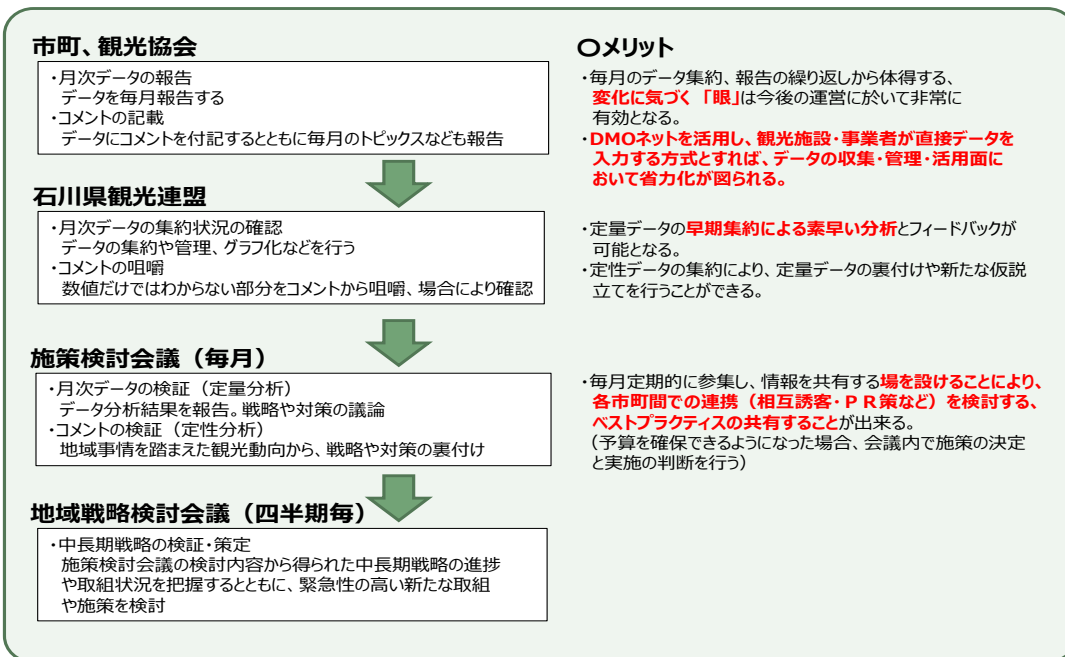 市町、観光協会
・月次データの報告
データを毎月報告する
・コメントの記載
データにコメントを付記するとともに毎月のトピックスなども報告
石川県観光連盟
・月次データの集約状況の確認
データの集約や管理、グラフ化などを行う
・コメントの咀嚼
数値だけではわからない部分をコメントから咀嚼、場合により確認
施策検討会議（毎月）
・月次データの検証（定量分析）
データ分析結果を報告。戦略や対策の議論
・コメントの検証（定性分析）
地域事情を踏まえた観光動向から、戦略や対策の裏付け
地域戦略検討会議（四半期毎）
・中長期戦略の検証・策定
施策検討会議の検討内容から得られた中長期戦略の進捗
や取組状況を把握するとともに、緊急性の高い新たな取組
や施策を検討
〇メリット
・毎月のデータ集約、報告の繰り返しから体得する、
変化に気づく「眼」は今後の運営に於いて非常に
有効となる。
・DMOネットを活用し、観光施設・事業者が直接データを
入力する方式とすれば、データの収集・管理・活用面に
おいて省力化が図られる。
・定量データの早期集約による素早い分析とフィードバックが
可能となる。
・定性データの集約により、定量データの裏付けや新たな仮説
立てを行うことができる。
・毎月定期的に参集し、情報を共有する場を設けることにより、
各市町間での連携（相互誘客・ＰＲ策など）を検討する、
ベストプラクティスの共有することが出来る。
（予算を確保できるようになった場合、会議内で施策の決定
と実施の判断を行う）